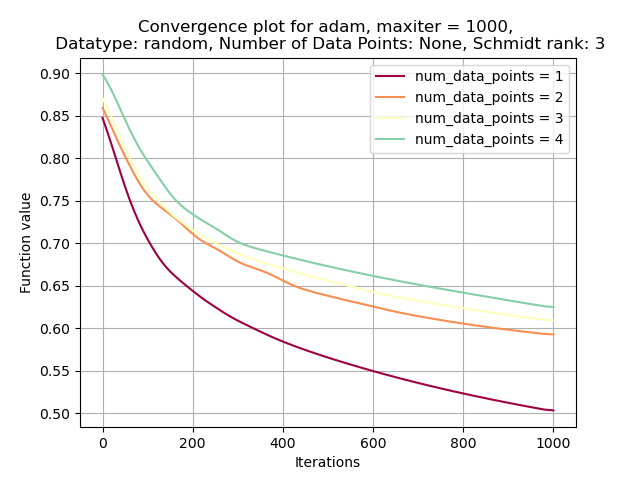 Convergence plot for adam, maxiter = 1000,
Datatype: random, Number of Data Points: None, Schmidt rank: 3
num_data_points = 1
num_data_points = 2
num_data_points = 3
num_data_points = 4
Function value
0.90
0.85
0.80
0.75
0.70
0.65
0.60
0.55
0.50
0
200
400
600
800
1000
Iterations